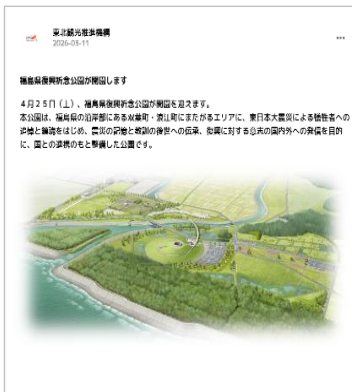 東北観光推進機構
2026-03-11
福島県復興祈念公園が開園します
４月２５日（土）、福島県復興祈念公園が開園を迎えます。
本公園は、福島県の沿岸部にある双葉町・浪江町にまたがるエリアに、東日本大震災による犠牲者への
追悼と鎮魂をはじめ、震災の記憶と教訓の後世への伝承、復興に対する意志の国内外への発信を目的
に、国との連携のもと整備した公園です。